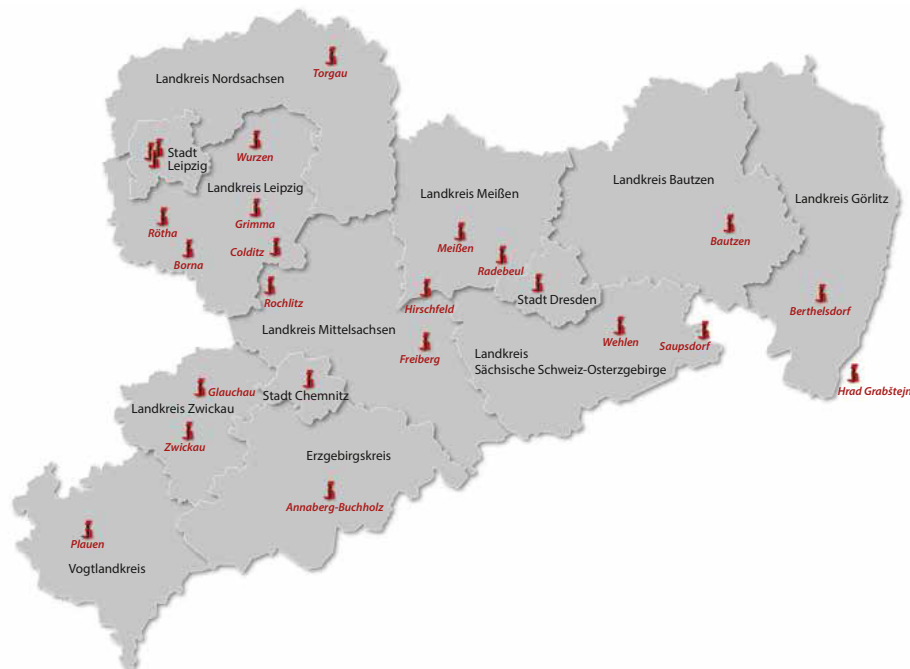 Landkreis Nordsachsen
Torgau
Stadt
Leipzig
Wurzen
Landkreis Leipzig
Grimma
Rötha
Borna
Colditz
Rochlitz
Landkreis Meißen
Meißen
Radebeul
Hirschfeld
Stadt Dresden
Landkreis Bautzen
Bautzen
Landkreis Görlitz
Berthelsdorf
Hrad Grabštejn
Landkreis Mittelsachsen
Freiberg
Wehlen
Saupsdorf
Landkreis
Sächsische Schweiz-Osterzgebirge
Glauchau
Landkreis Zwickau
Zwickau
Stadt Chemnitz
Erzgebirgskreis
Annaberg-Buchholz
Plauen
Vogtlandkreis